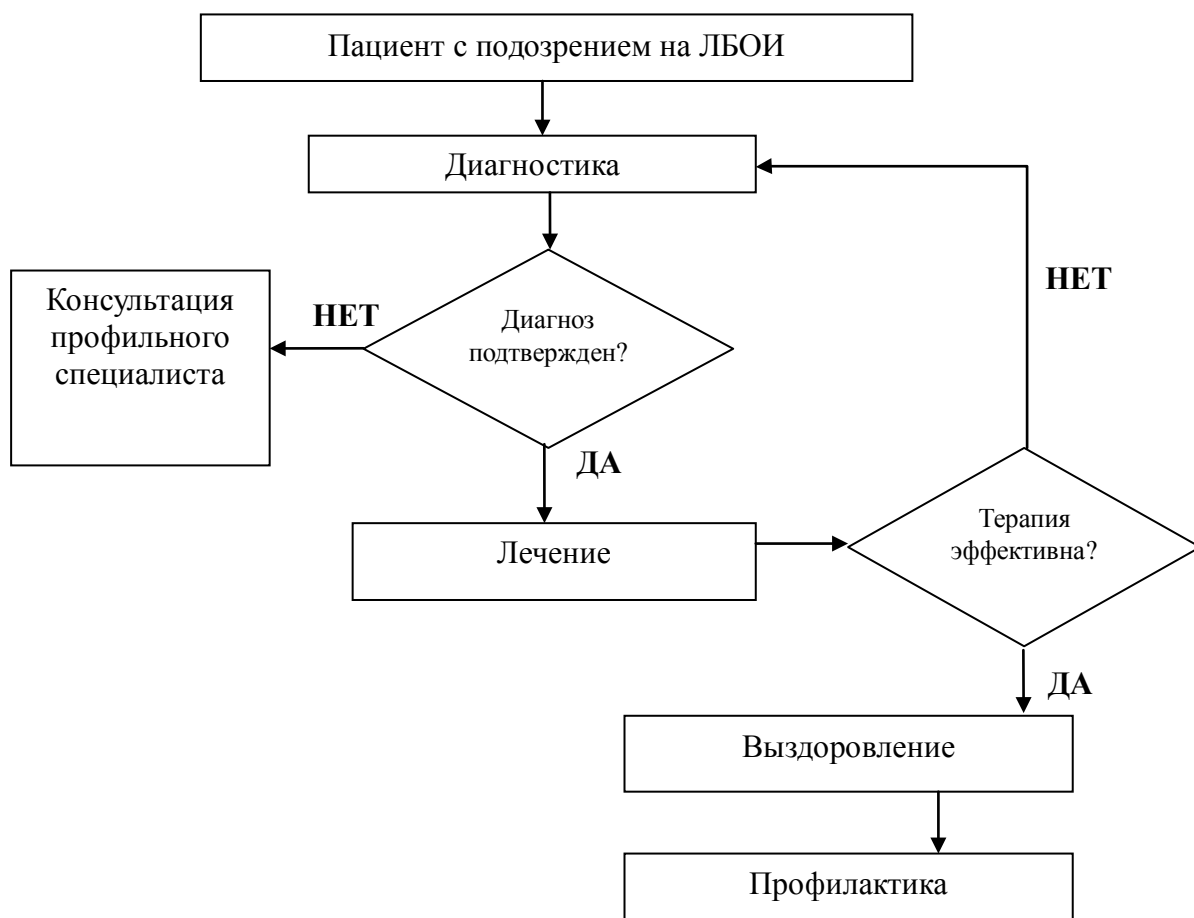 Пациент с подозрением на ЛБОИ
Диагностика
НЕТ
Консультация
профильного
специалиста
НЕТ
Диагноз
подтвержден?
ДА
Терапия
эффективна?
Лечение
ДА
Выздоровление
Профилактика